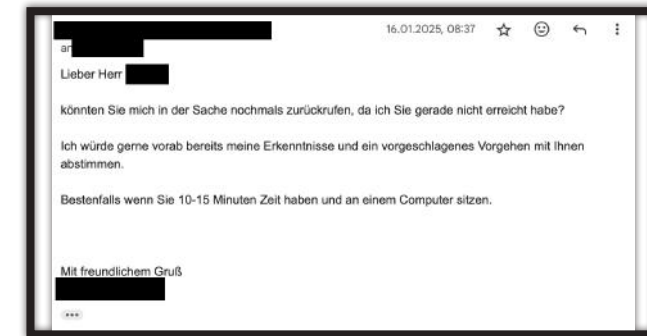 16.01.2025, 08:37
an
Lieber Herr
könnten Sie mich in der Sache nochmals zurückrufen, da ich Sie gerade nicht erreicht habe?
Ich würde gerne vorab bereits meine Erkenntnisse und ein vorgeschlagenes Vorgehen mit Ihnen
abstimmen.
Bestenfalls wenn Sie 10-15 Minuten Zeit haben und an einem Computer sitzen.
Mit freundlichem Gruß